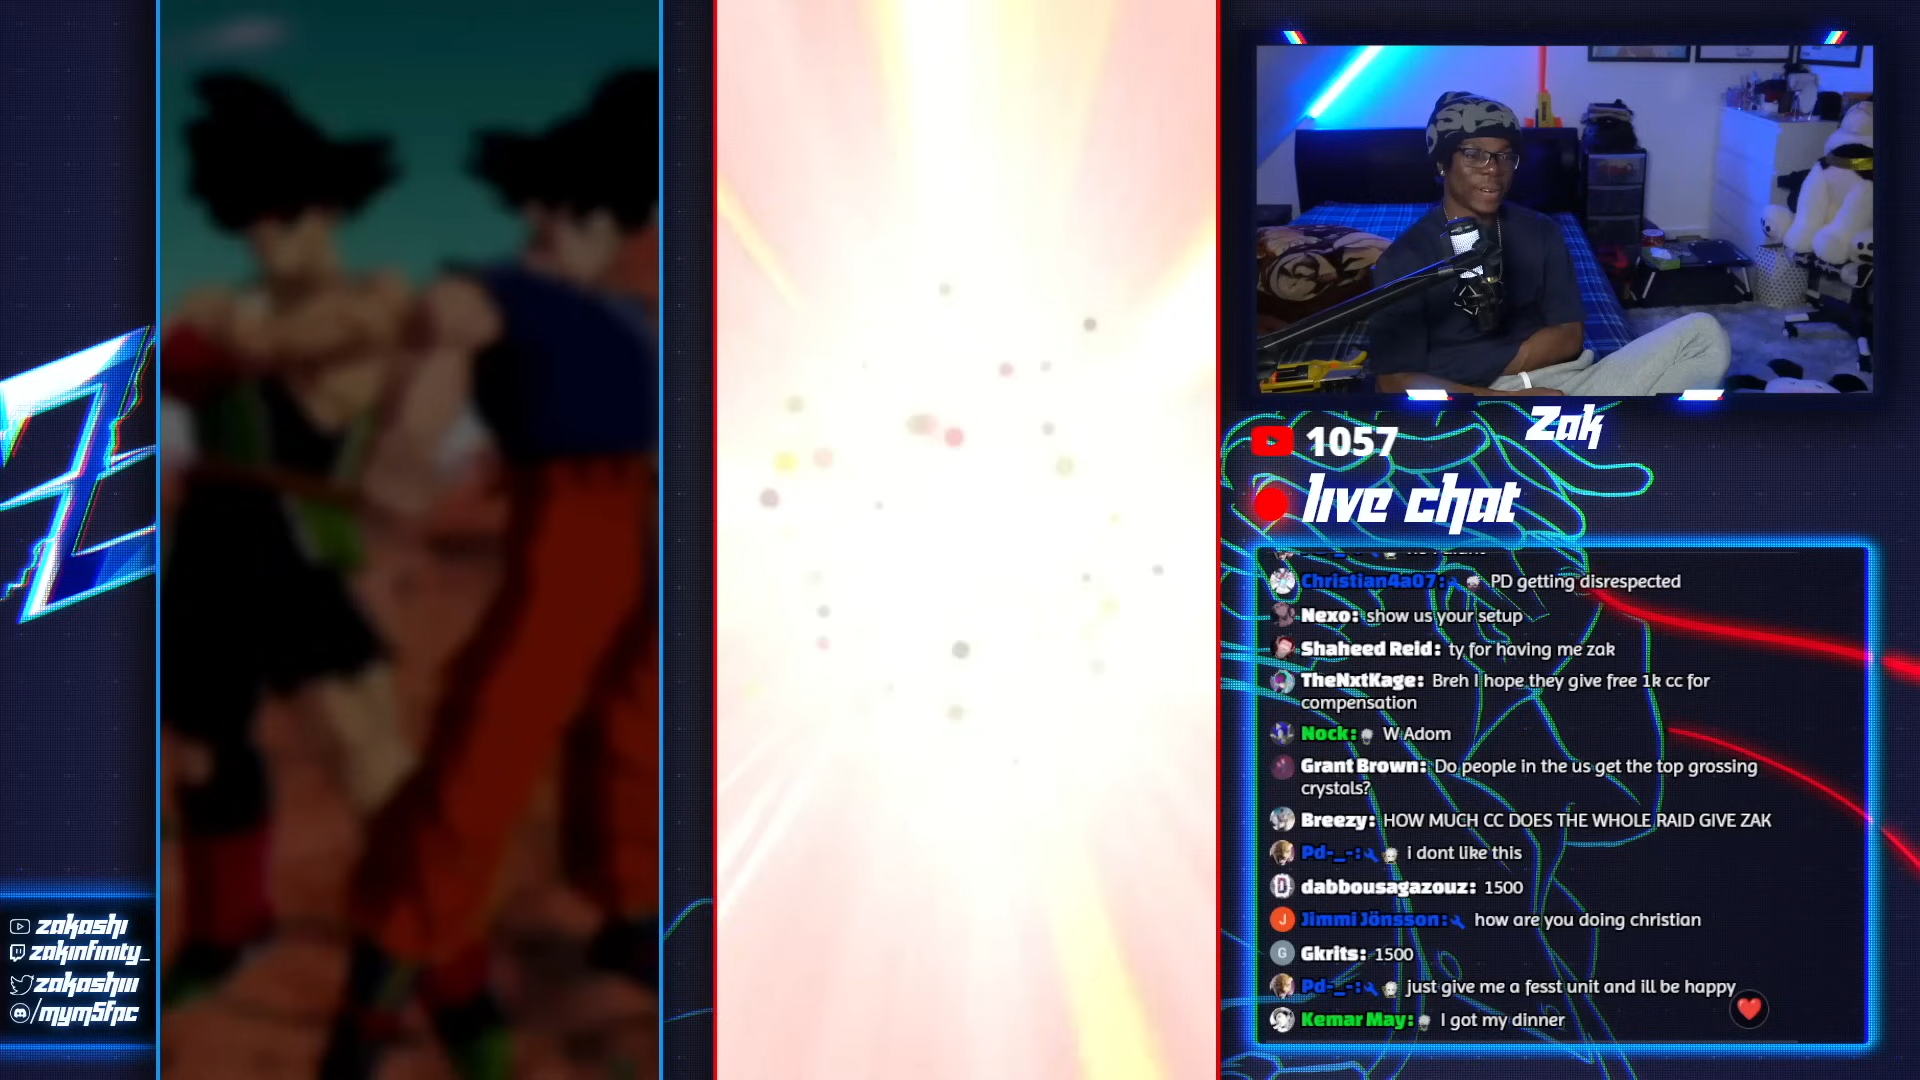 Zak
1057
live chat
Christian4a07: PD getting disrespected
Nexo: show us your setup
Shaheed Reid: ty for having me zak
TheNxtKage: Breh I hope they give free 1k cc for
compensation
Nock: W Adom
Grant Brown: Do people in the us get the top grossing
crystals?
Breezy: HOW MUCH CC DOES THE WHOLE RAID GIVE ZAK
Pd-_-: i dont like this
dabbousagazouz: 1500
Jimmi Jönsson: how are you doing christian
Gkrits: 1500
Pd-_-: just give me a fesst unit and ill be happy
Kemar May: I got my dinner
zakashi
zakinfinity_
zakashiii
/mym5fpc